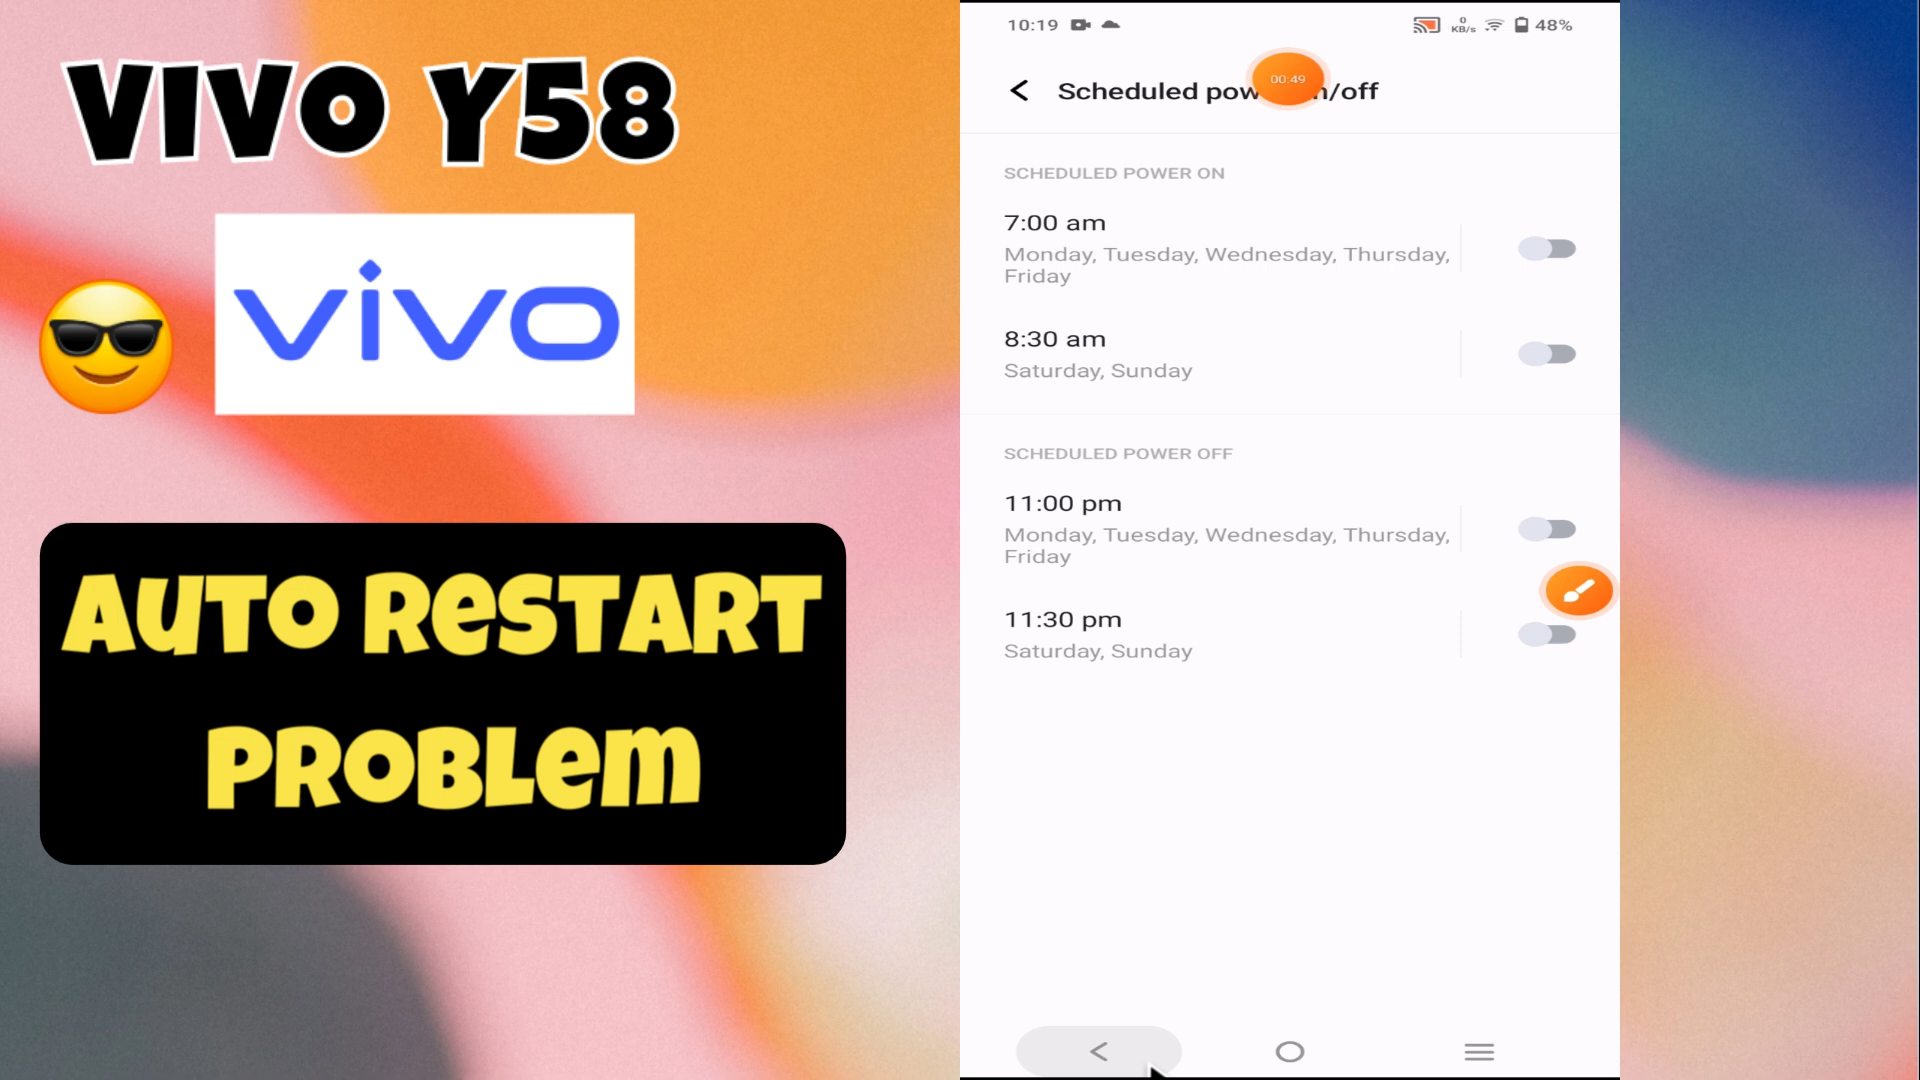 VIVO Y58
vivo
AUTO RESTART
PROBLEM
10:19
0
KB/s
48%
00:49
Scheduled pow n/off
SCHEDULED POWER ON
7:00 am
Monday, Tuesday, Wednesday, Thursday,
Friday
8:30 am
Saturday, Sunday
SCHEDULED POWER OFF
11:00 pm
Monday, Tuesday, Wednesday, Thursday,
Friday
11:30 pm
Saturday, Sunday